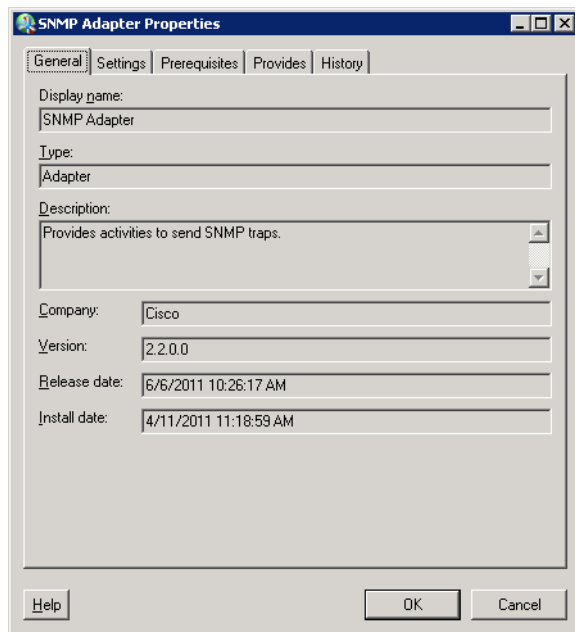 SNMP Adapter Properties
General Settings Prerequisites Provides History
Display name:
SNMP Adapter
Type:
Adapter
Description:
Provides activities to send SNMP traps.
Company: Cisco
Version: 2.2.0.0
Release date: 6/6/2011 10:26:17 AM
Install date: 4/11/2011 11:18:59 AM
Help OK Cancel